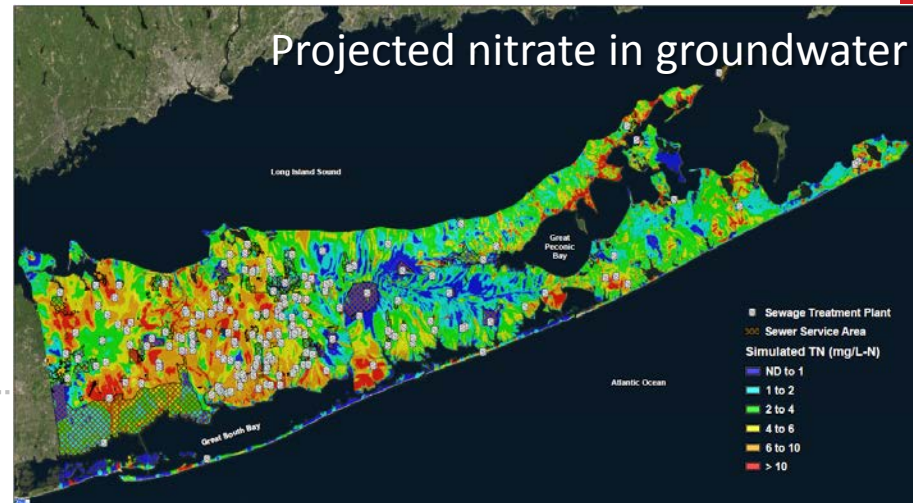 Projected nitrate in groundwater
Long Island Sound
Great
Peconic
Bay
Sewage Treatment Plant
Sewer Service Area
Simulated TN (mg/L-N)
ND to 1
1 to 2
Atlantic Ocean
2 to 4
4 to 6
Great South Bay
6 to 10
> 10